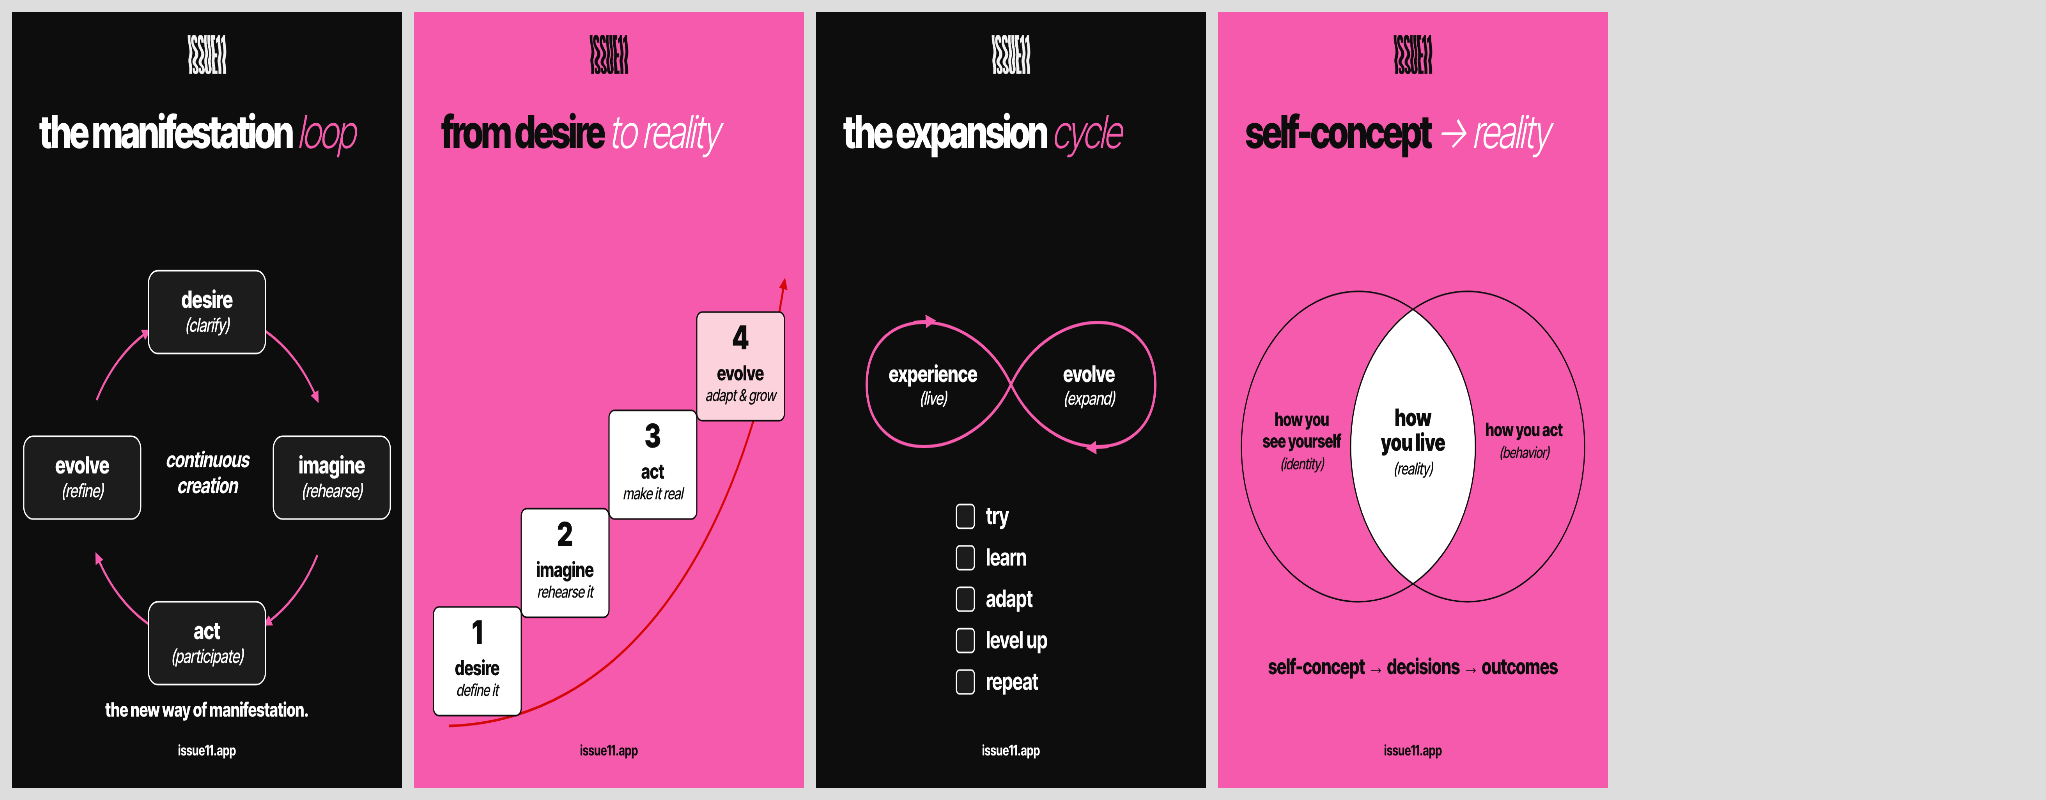 ISSUE11
the manifestation loop
desire
(clarify)
evolve
(refine)
continuous
creation
imagine
(rehearse)
act
(participate)
the new way of manifestation.
issue11.app
ISSUE11
from desire to reality
4
evolve
adapt & grow
3
act
make it real
2
imagine
rehearse it
1
desire
define it
issue11.app
ISSUE11
the expansion cycle
experience
(live)
evolve
(expand)
try
learn
adapt
level up
repeat
issue11.app
ISSUE11
self-concept → reality
how you
see yourself
(identity)
how
you live
(reality)
how you act
(behavior)
self-concept → decisions → outcomes
issue11.app